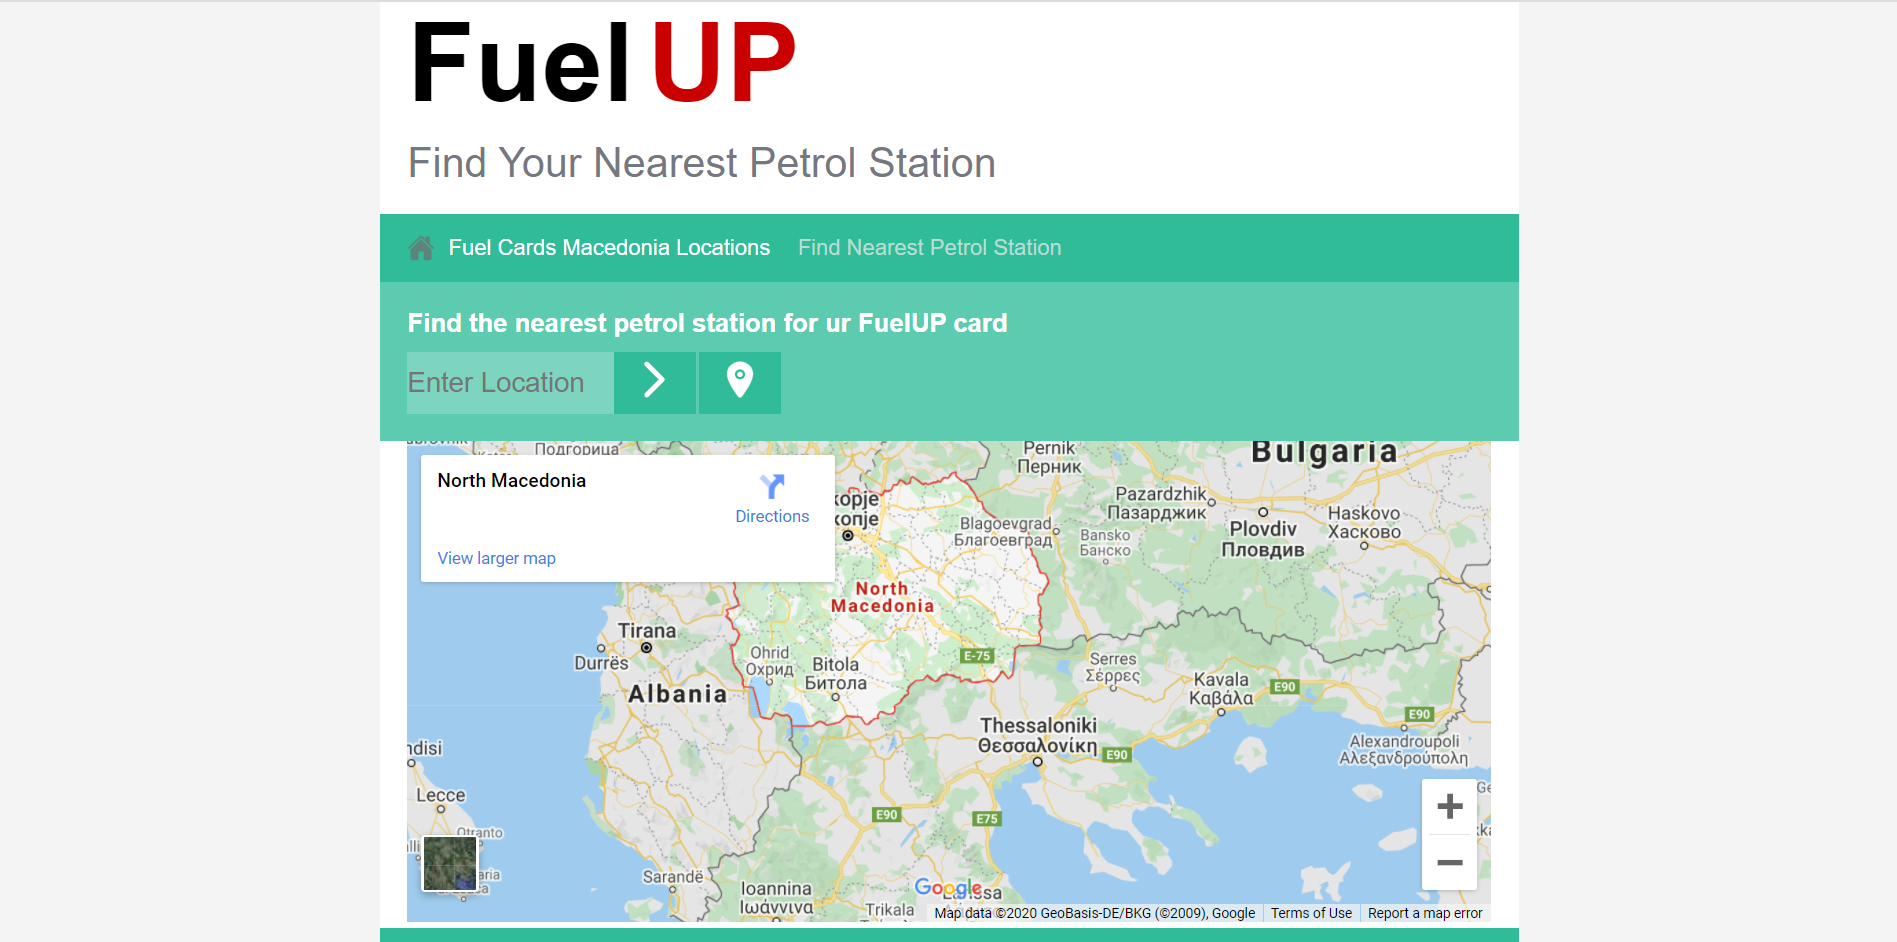 Fuel UP
Find Your Nearest Petrol Station
Fuel Cards Macedonia Locations
Find Nearest Petrol Station
Find the nearest petrol station for ur FuelUP card
Enter Location
North Macedonia
Directions
View larger map
Подгорица
Pernik
Перник
Bulgaria
Pazardzhik
Пазарджик
Plovdiv
Пловдив
Haskovo
Хасково
Blagoevgrad
Благоевград
Bansko
Банско
North
Macedonia
Tirana
Durrës
Albania
Ohrid
Охрид
Bitola
Битола
E-75
Serres
Σέρρες
Kavala
Καβάλα
E90
E90
Thessaloniki
Θεσσαλονίκη
E90
Alexandroupoli
Αλεξανδρούπολη
Lecce
Otranto
E90
E75
Sarandë
Ioannina
Ιωάννινα
Trikala
Google
Map data ©2020 GeoBasis-DE/BKG (©2009), Google
Terms of Use
Report a map error